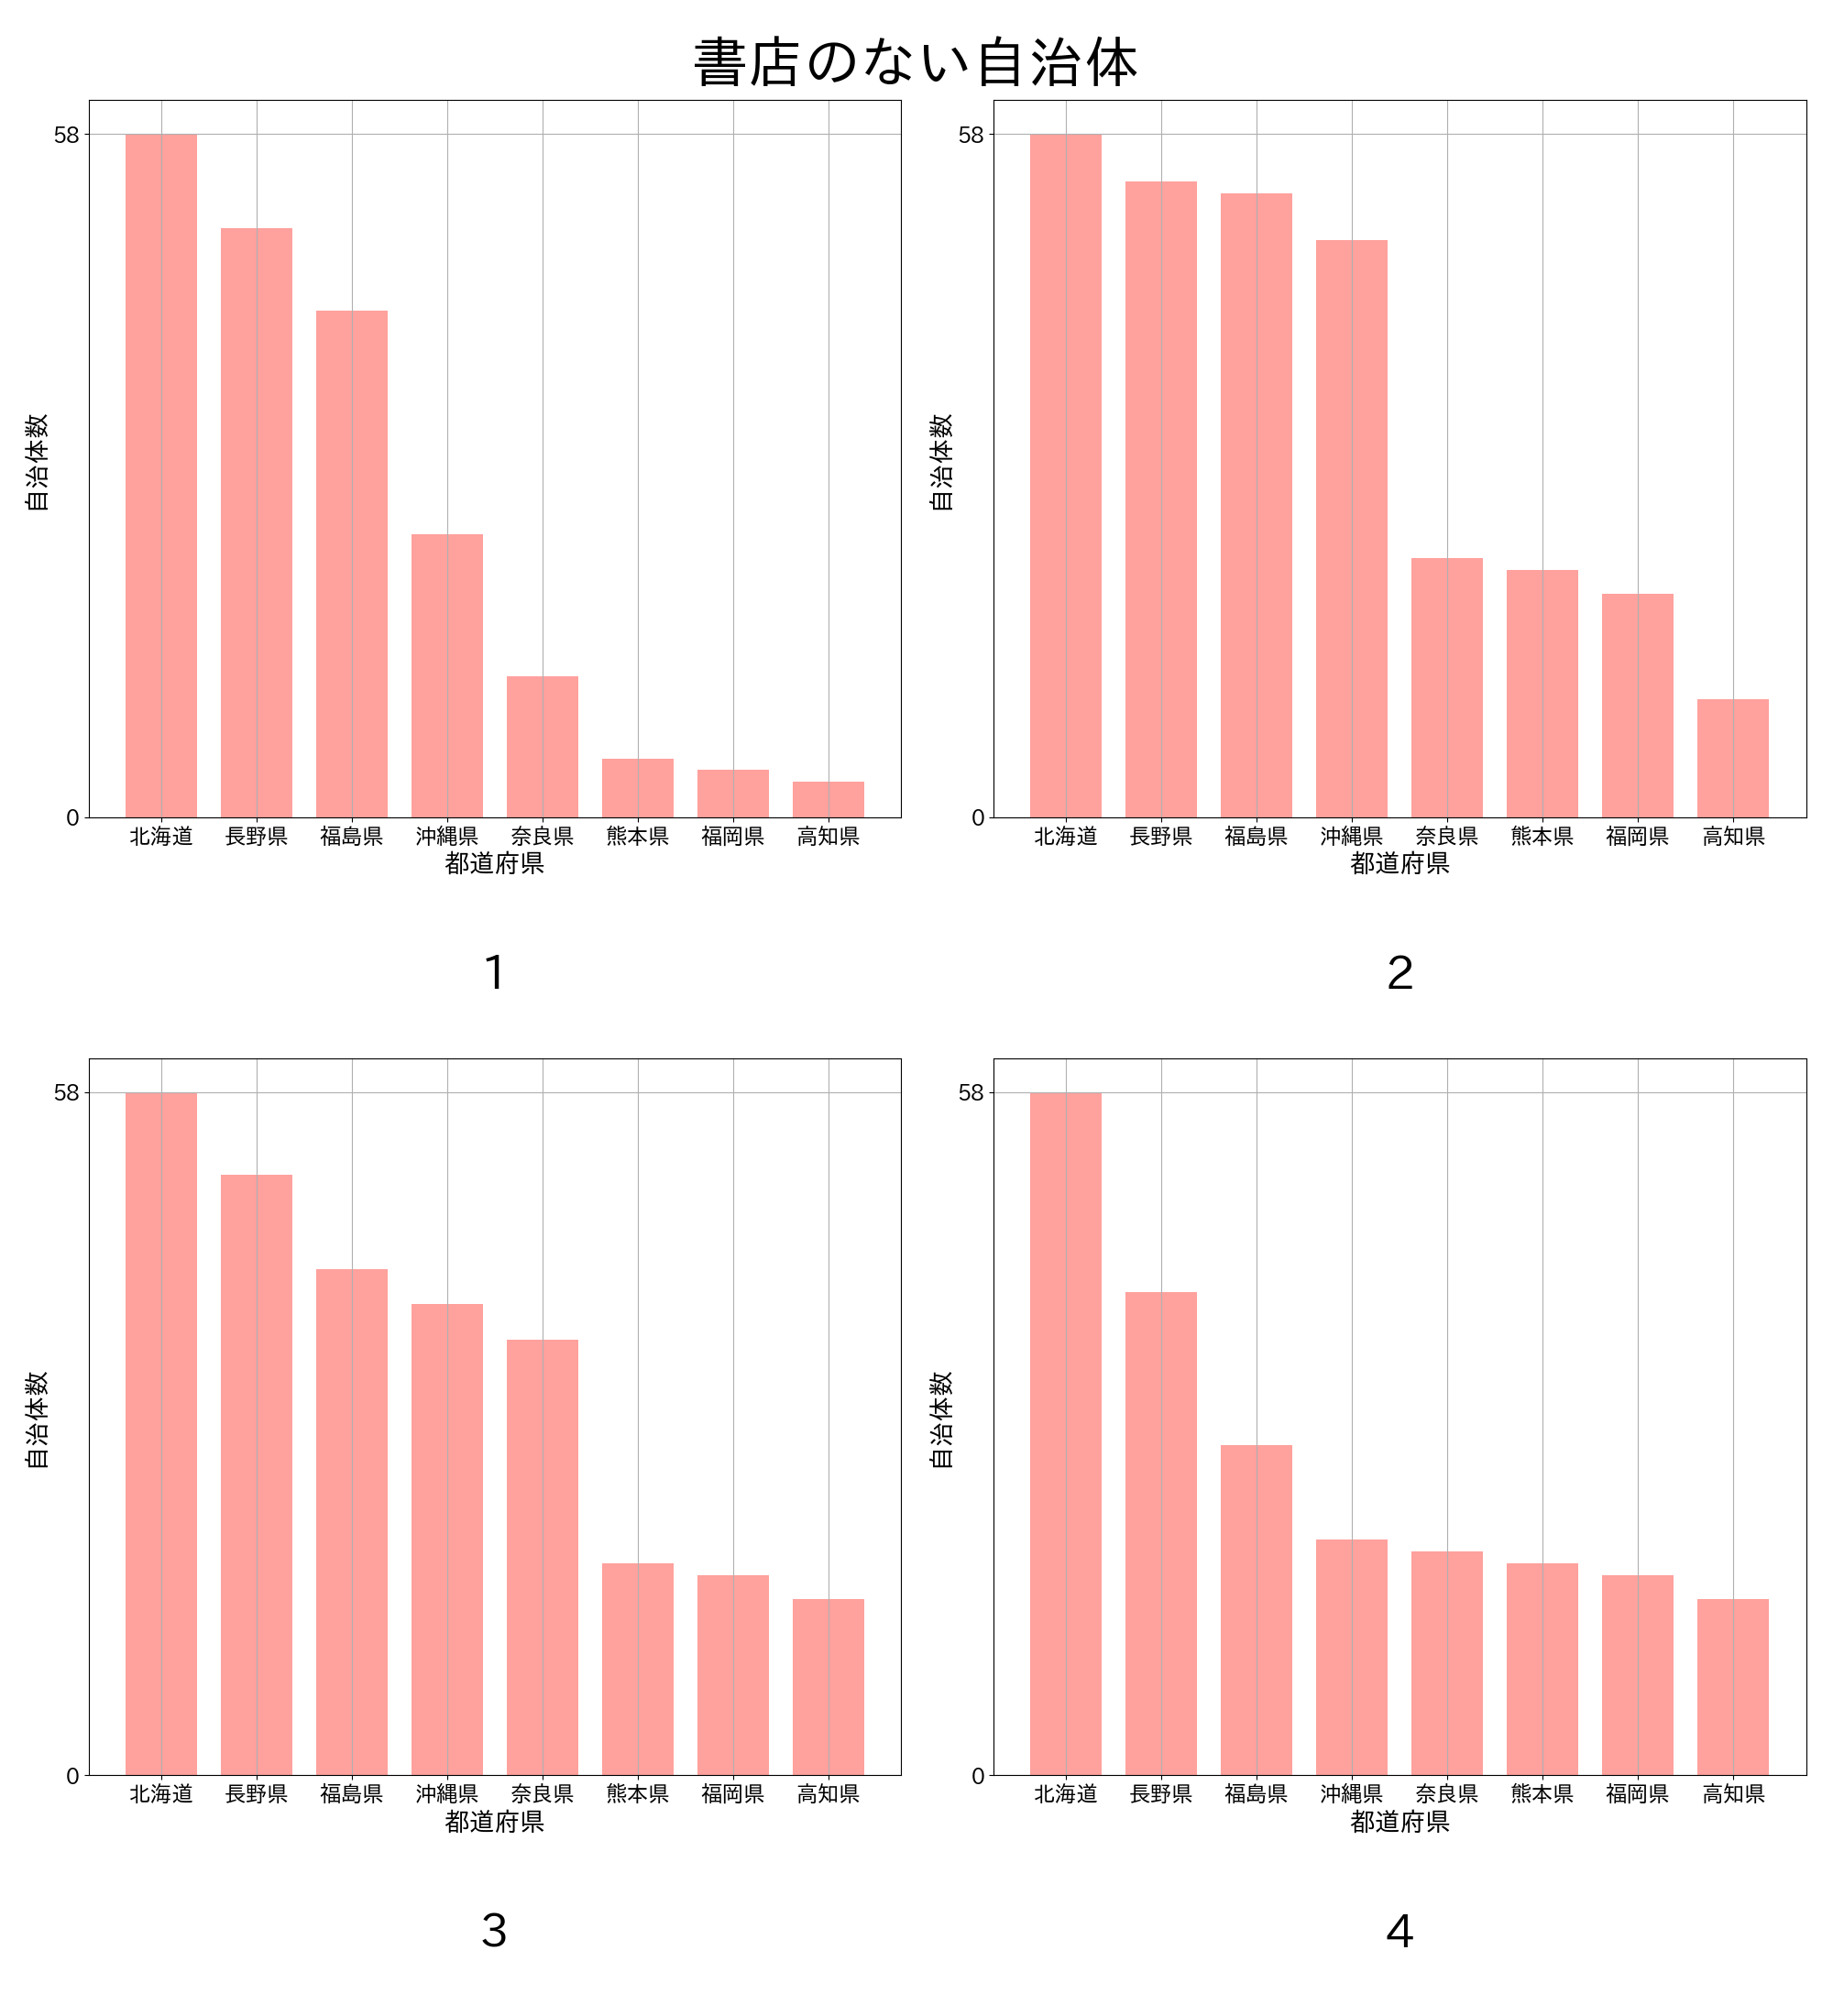 書店のない自治体
58
0
自治体数
北海道 長野県 福島県 沖縄県 奈良県 熊本県 福岡県 高知県
都道府県
1
58
0
自治体数
北海道 長野県 福島県 沖縄県 奈良県 熊本県 福岡県 高知県
都道府県
2
58
0
自治体数
北海道 長野県 福島県 沖縄県 奈良県 熊本県 福岡県 高知県
都道府県
3
58
0
自治体数
北海道 長野県 福島県 沖縄県 奈良県 熊本県 福岡県 高知県
都道府県
4